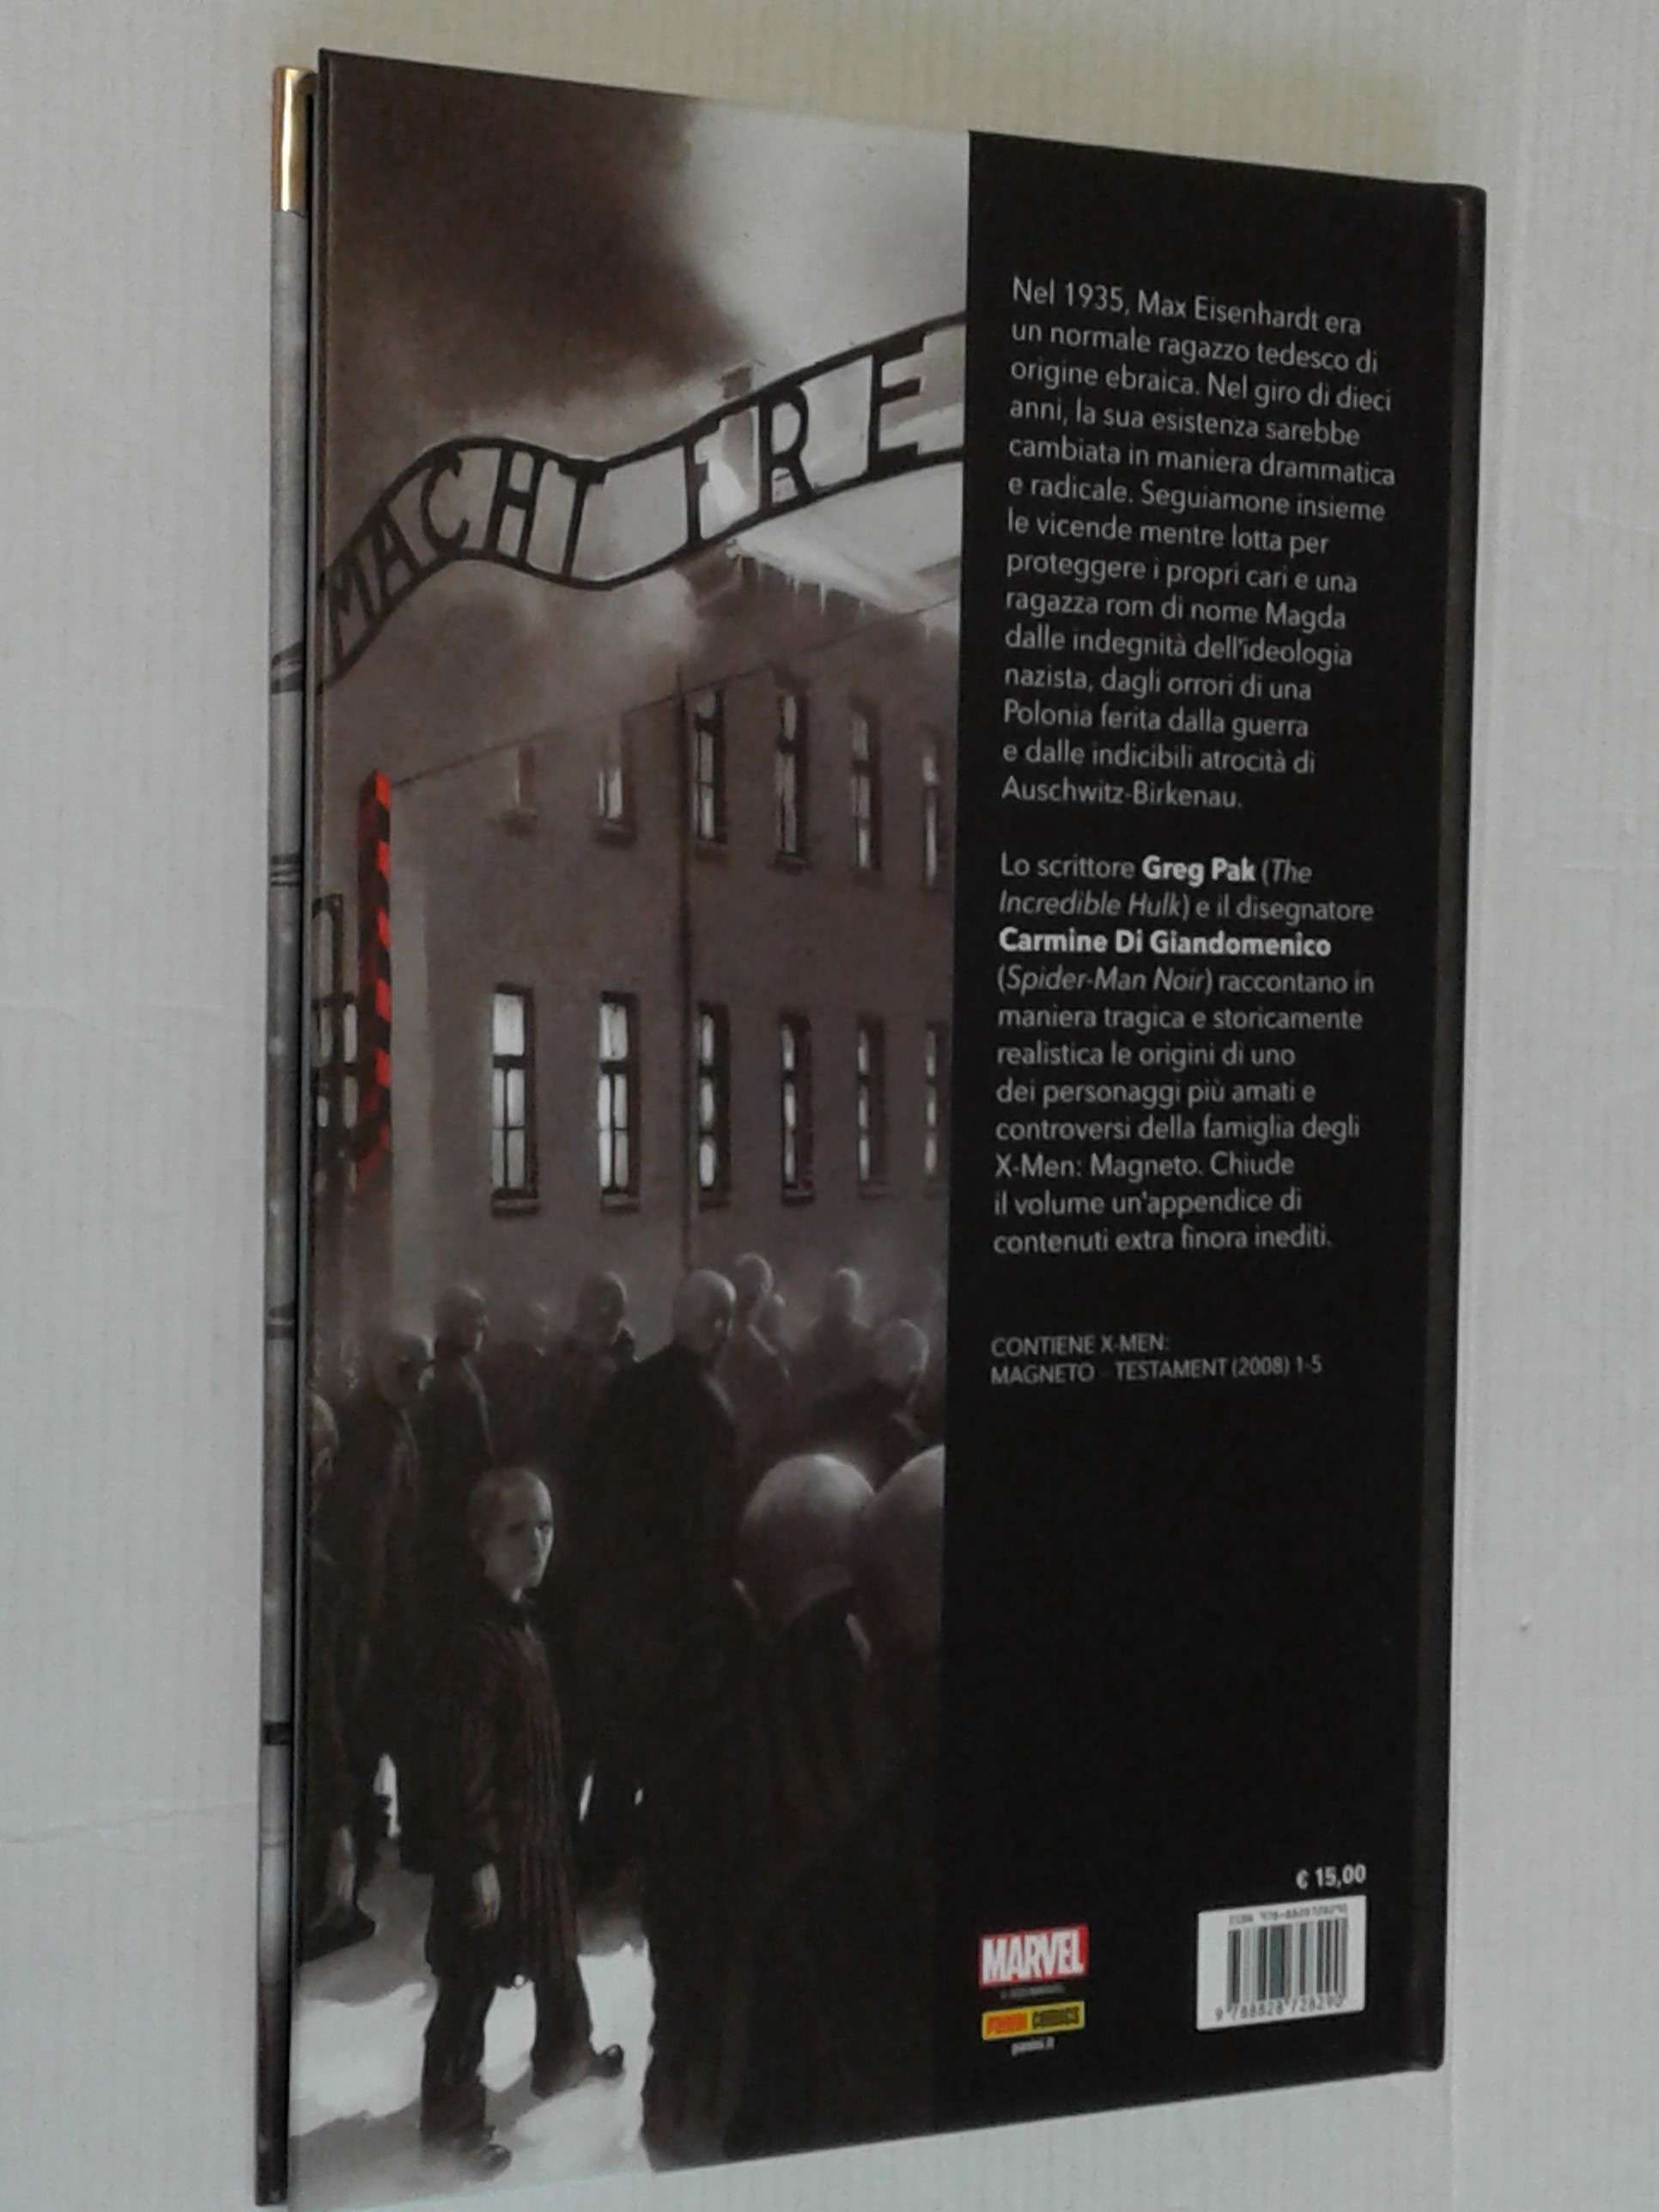 MACHT FRE
Nel 1935, Max Eisenhardt era
un normale ragazzo tedesco di
origine ebraica. Nel giro di dieci
anni, la sua esistenza sarebbe
cambiata in maniera drammatica
e radicale. Seguiamone insieme
le vicende mentre lotta per
proteggere i propri cari e una
ragazza rom di nome Magda
dalle indegnità dell'ideologia
nazista, dagli orrori di una
Polonia ferita dalla guerra
e dalle indicibili atrocità di
Auschwitz-Birkenau.
Lo scrittore Greg Pak (The
Incredible Hulk) e il disegnatore
Carmine Di Giandomenico
(Spider-Man Noir) raccontano in
maniera tragica e storicamente
realistica le origini di uno
dei personaggi più amati e
controversi della famiglia degli
X-Men: Magneto. Chiude
il volume un'appendice di
contenuti extra finora inediti.
CONTIENE X-MEN:
MAGNETO - TESTAMENT (2008) 1-5
€ 15,00
MARVEL
PANINI COMICS
panini.it
9 788828 728290